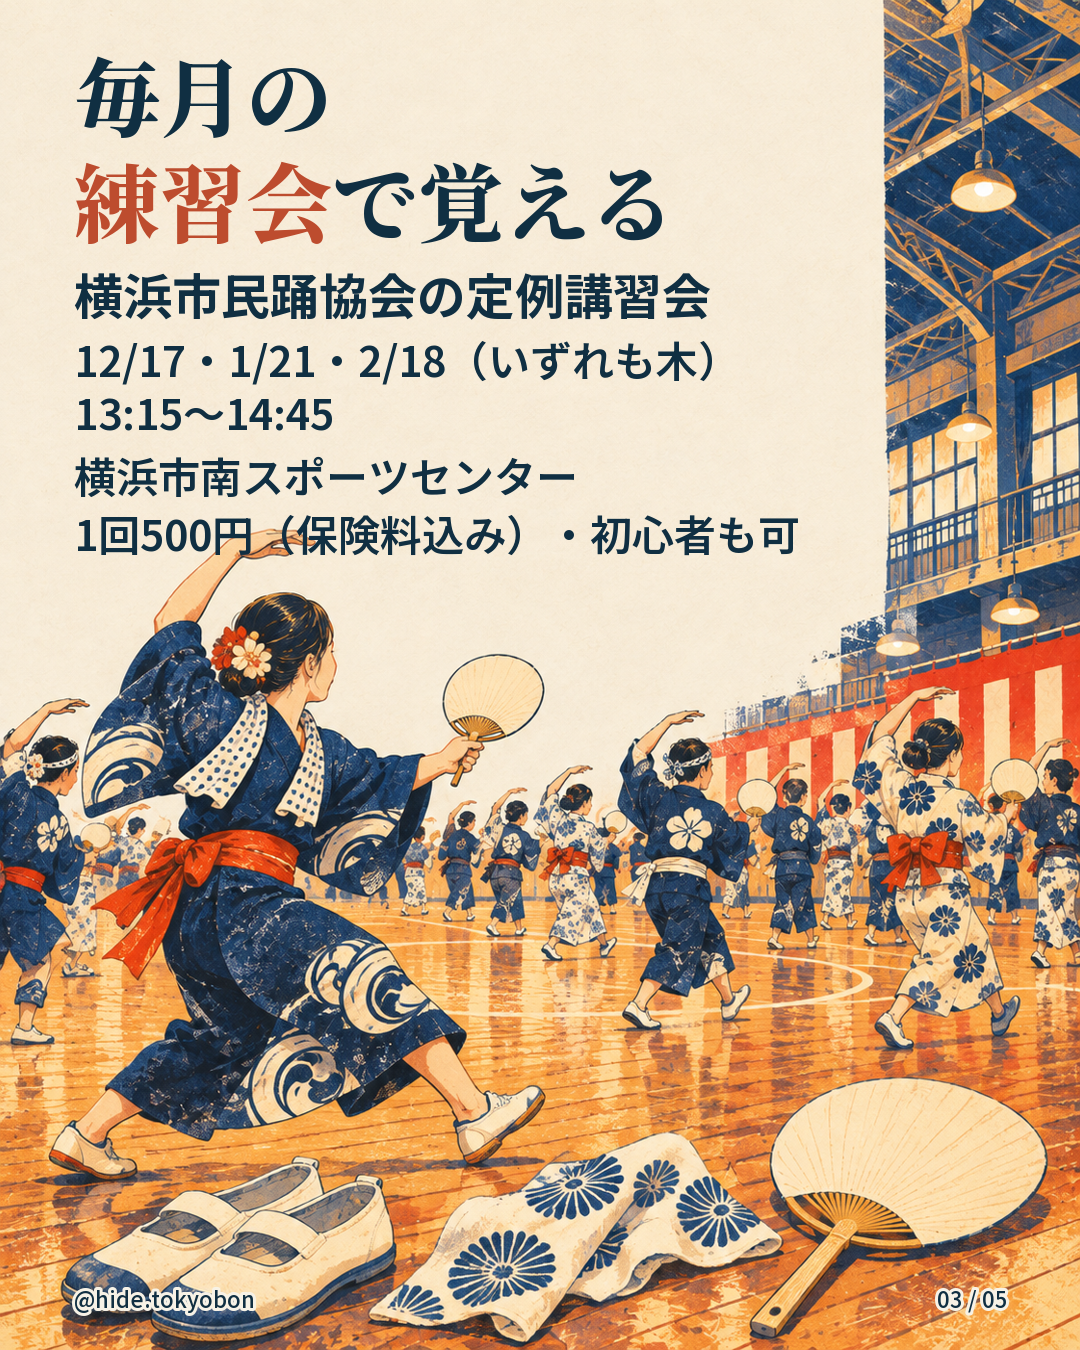 毎月の
練習会で覚える
横浜市民踊協会の定例講習会
12/17・1/21・2/18（いずれも木）
13:15〜14:45
横浜市南スポーツセンター
1回500円（保険料込み）・初心者も可
@hide.tokyobon
03 / 05